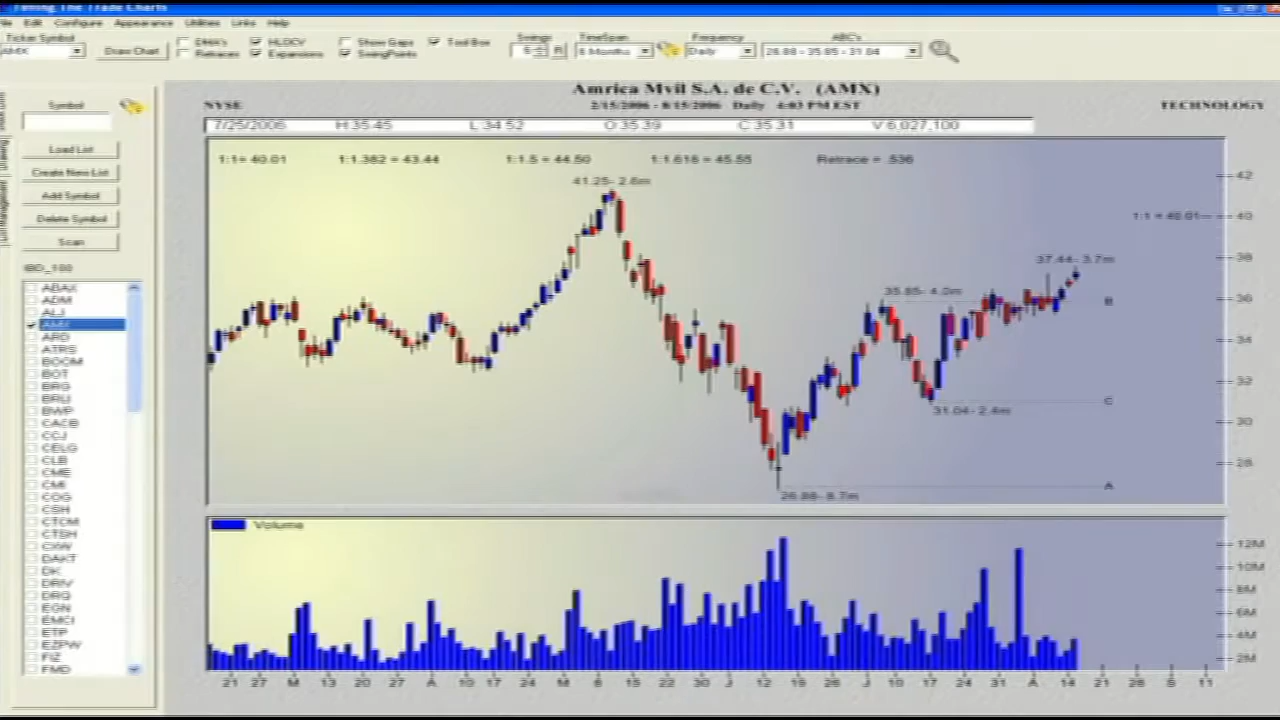 Timing The Trade Charts
File Edit Configure Appearance Utilities Links Help
Ticker Symbol
AMX
Draw Chart
DMA's HLOCV Show Gaps Tool Box
Retraces Expansions SwingPoints
Swings
5
R
TimeSpan
6 Months
Frequency
Daily
ABC's
26.88 - 35.85 - 31.04
Symbol
Load List
Create New List
Add Symbol
Delete Symbol
Scan
IBD_100
ABAX
ADM
ALJ
AMX
ARD
ATRS
BOOM
BOT
BRG
BRLI
BWP
CACB
CCJ
CELG
CLB
CME
CMI
COG
CSH
CTCM
CTSH
CXW
DAKT
DK
DRIV
DRQ
EGN
EMCI
ETP
EZPW
FIZ
FMD
Amrica Mvil S.A. de C.V. (AMX)
NYSE 2/15/2006 - 8/15/2006 Daily 4:03 PM EST TECHNOLOGY
7/25/2006 H:35.45 L:34.52 O:35.39 C:35.31 V:6,027,100
1:1= 40.01 1:1.382 = 43.44 1:1.5 = 44.50 1:1.618 = 45.55 Retrace = .536
41.25- 2.6m
42
1:1 = 40.01
40
37.44- 3.7m
38
35.85- 4.0m
B
36
34
32
C
31.04- 2.4m
30
28
A
26.88- 8.7m
Volume
12M
10M
8M
6M
4M
2M
21 27 M 13 20 27 A 10 17 24 M 8 15 22 30 J 12 19 26 J 10 17 24 31 A 14 21 28 S 11